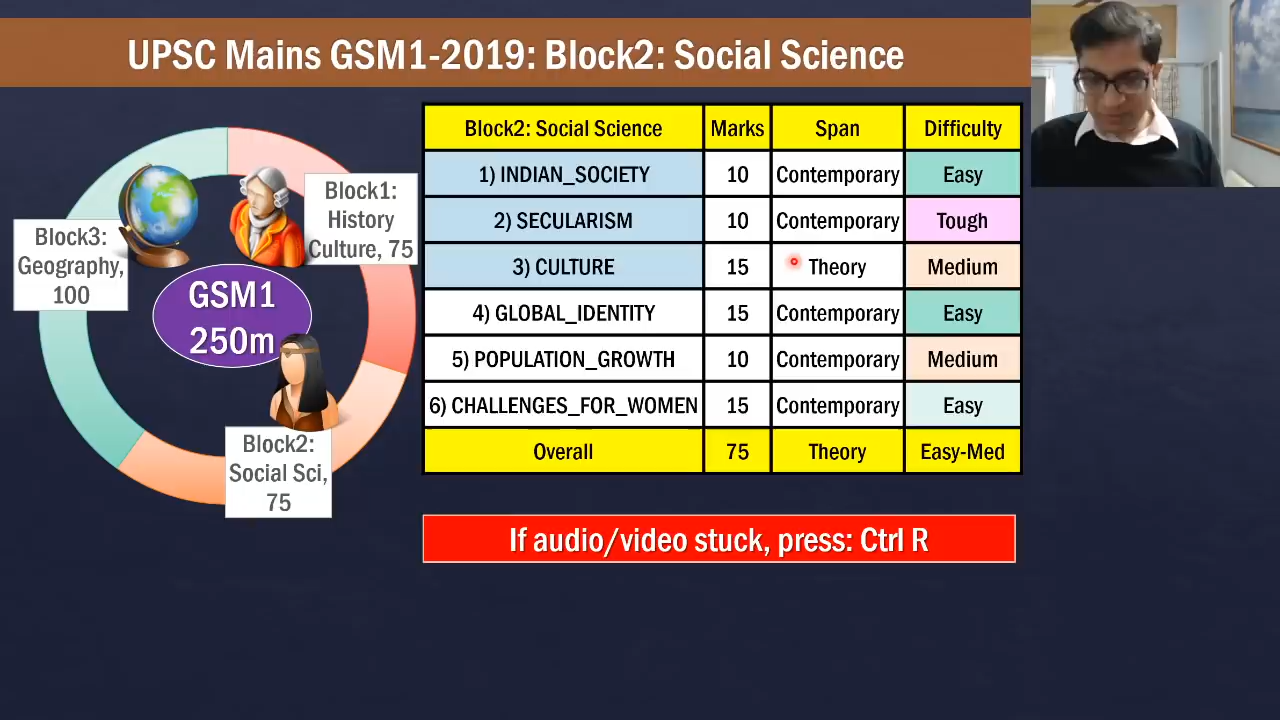 UPSC Mains GSM1-2019: Block2: Social Science
Block1:
History
Culture, 75
Block3:
Geography,
100
GSM1
250m
Block2:
Social Sci,
75
Block2: Social Science Marks Span Difficulty
1) INDIAN_SOCIETY 10 Contemporary Easy
2) SECULARISM 10 Contemporary Tough
3) CULTURE 15 Theory Medium
4) GLOBAL_IDENTITY 15 Contemporary Easy
5) POPULATION_GROWTH 10 Contemporary Medium
6) CHALLENGES_FOR_WOMEN 15 Contemporary Easy
Overall 75 Theory Easy-Med
If audio/video stuck, press: Ctrl R